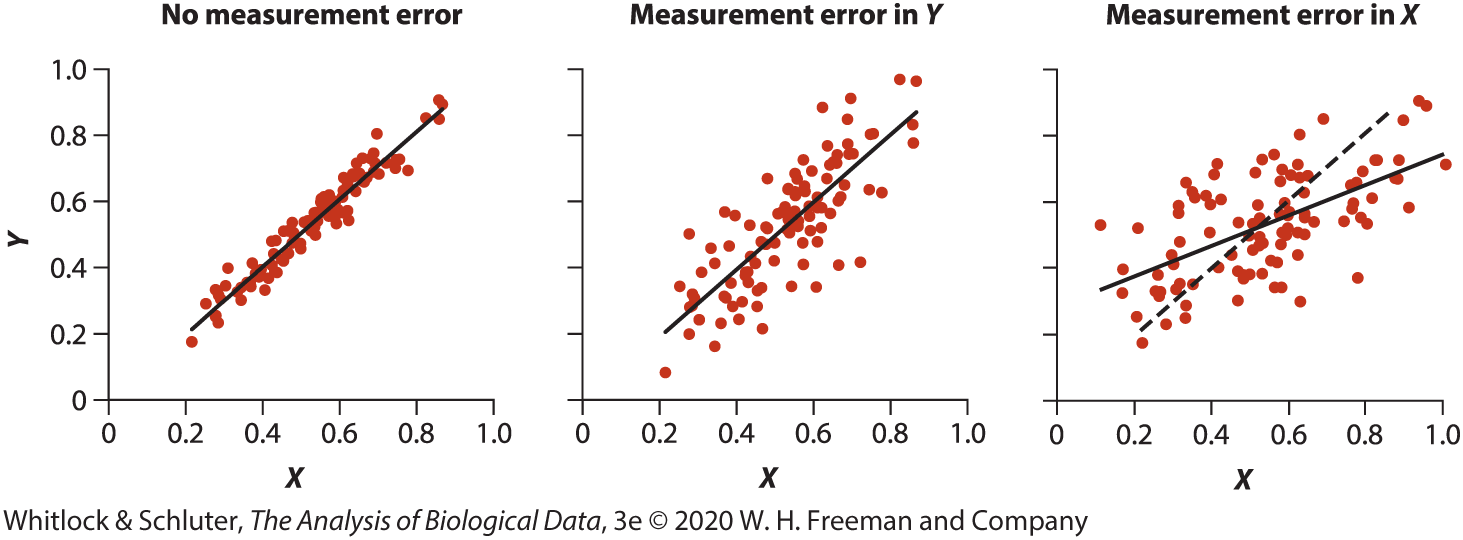 No measurement error
Measurement error in Y
Measurement error in X
Y
1.0
0.8
0.6
0.4
0.2
0
0 0.2 0.4 0.6 0.8 1.0
X
0 0.2 0.4 0.6 0.8 1.0
X
0 0.2 0.4 0.6 0.8 1.0
X
Whitlock & Schluter, The Analysis of Biological Data, 3e © 2020 W. H. Freeman and Company